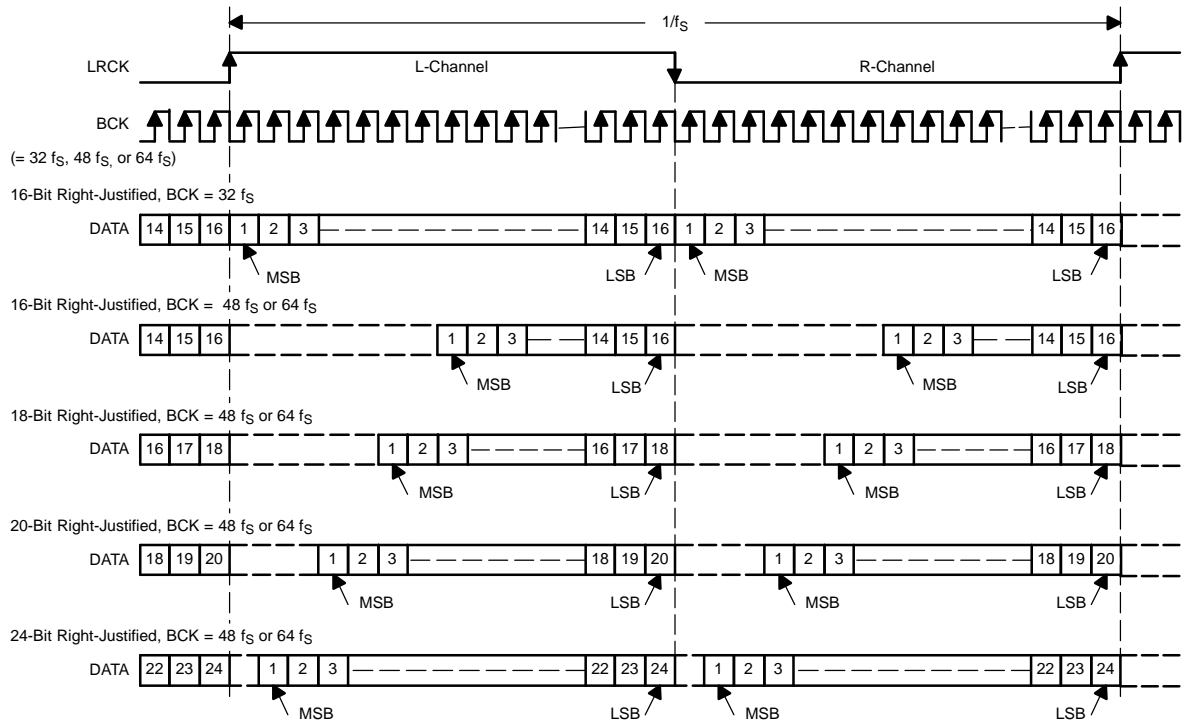 1/fS
LRCK L-Channel R-Channel
BCK
(= 32 fS, 48 fS, or 64 fS)
16-Bit Right-Justified, BCK = 32 fS
DATA 14 15 16 1 2 3 14 15 16 1 2 3 14 15 16
MSB LSB MSB LSB
16-Bit Right-Justified, BCK = 48 fS or 64 fS
DATA 14 15 16 1 2 3 14 15 16 1 2 3 14 15 16
MSB LSB MSB LSB
18-Bit Right-Justified, BCK = 48 fS or 64 fS
DATA 16 17 18 1 2 3 16 17 18 1 2 3 16 17 18
MSB LSB MSB LSB
20-Bit Right-Justified, BCK = 48 fS or 64 fS
DATA 18 19 20 1 2 3 18 19 20 1 2 3 18 19 20
MSB LSB MSB LSB
24-Bit Right-Justified, BCK = 48 fS or 64 fS
DATA 22 23 24 1 2 3 22 23 24 1 2 3 22 23 24
MSB LSB MSB LSB